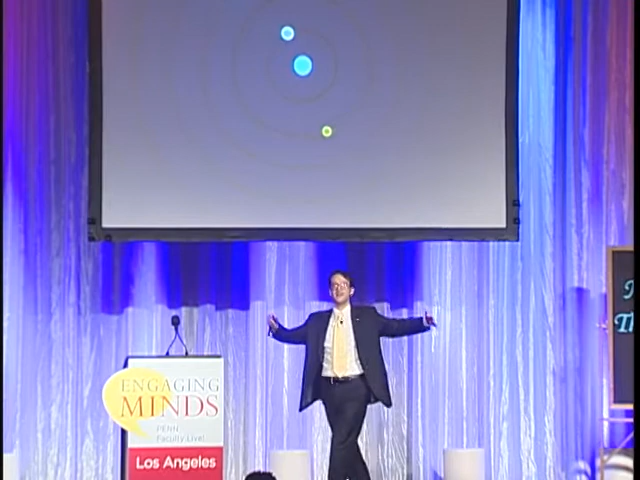 ENGAGING
MINDS
PENN
Faculty Live!
Los Angeles